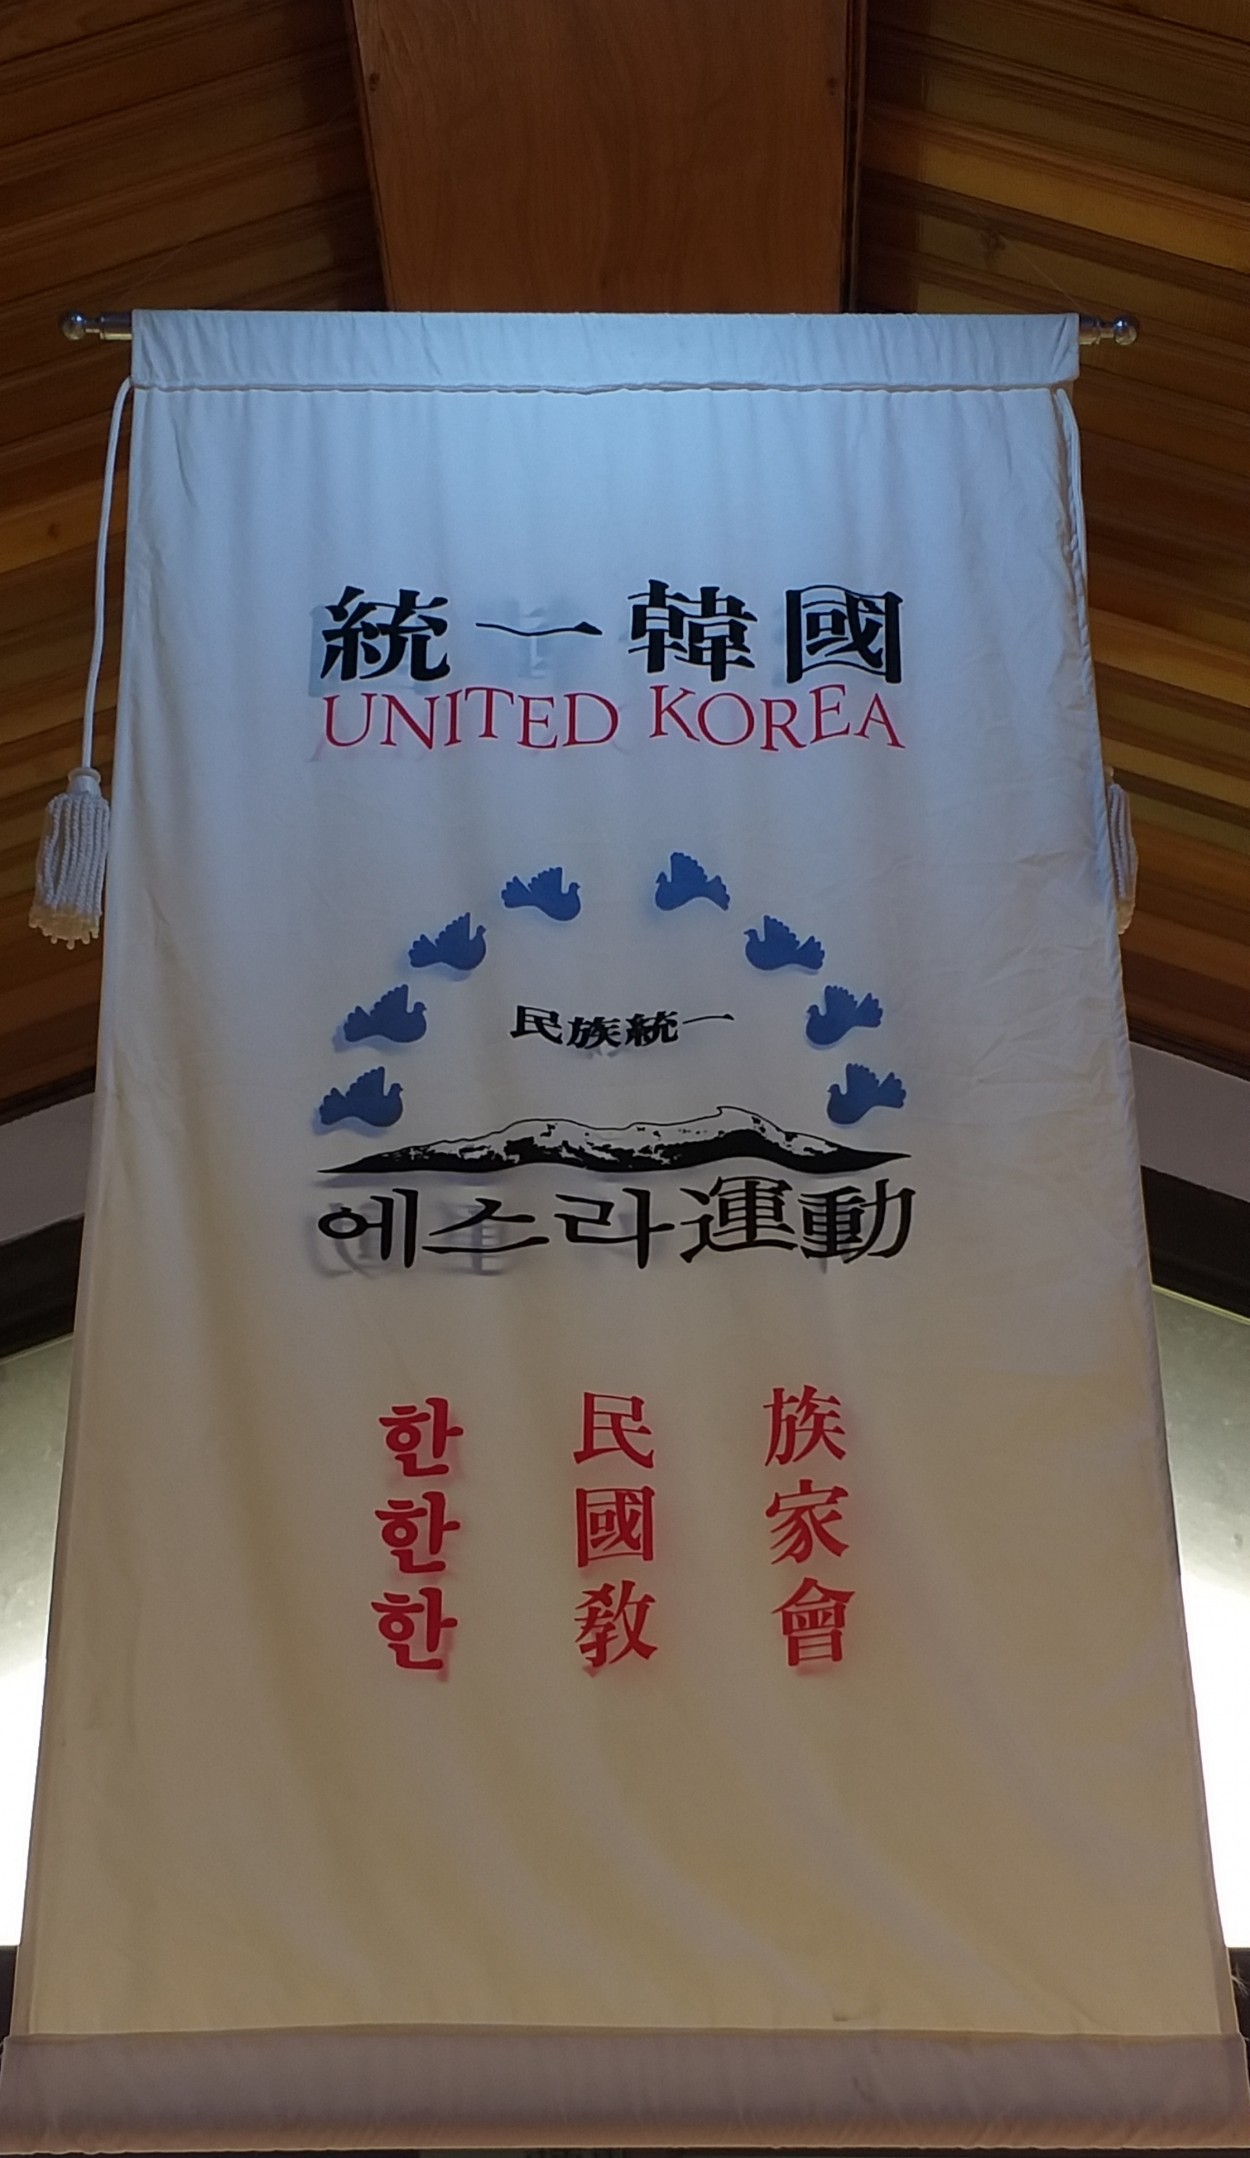 統一韓國
UNITED KOREA
民族統一
에스라運動
한 民 族
한 國 家
한 敎 會